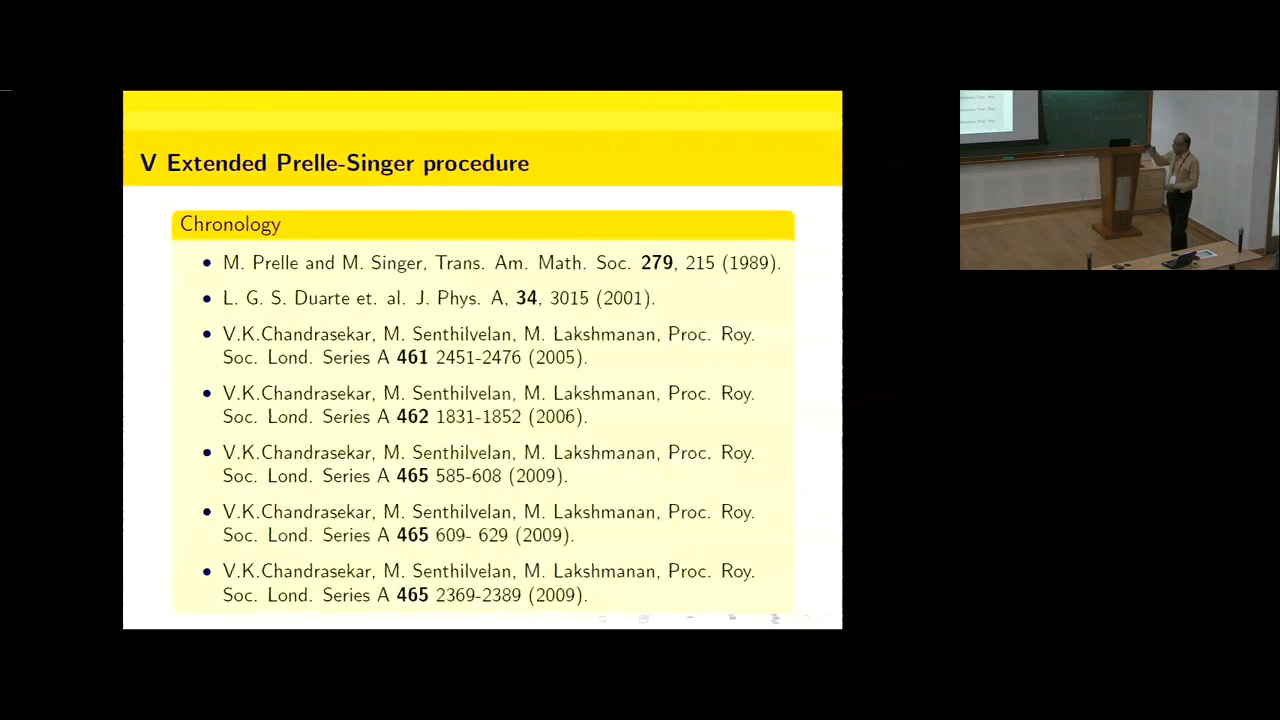 V Extended Prelle-Singer procedure
Chronology
• M. Prelle and M. Singer, Trans. Am. Math. Soc. 279, 215 (1989).
• L. G. S. Duarte et. al. J. Phys. A, 34, 3015 (2001).
• V.K.Chandrasekar, M. Senthilvelan, M. Lakshmanan, Proc. Roy.
Soc. Lond. Series A 461 2451-2476 (2005).
• V.K.Chandrasekar, M. Senthilvelan, M. Lakshmanan, Proc. Roy.
Soc. Lond. Series A 462 1831-1852 (2006).
• V.K.Chandrasekar, M. Senthilvelan, M. Lakshmanan, Proc. Roy.
Soc. Lond. Series A 465 585-608 (2009).
• V.K.Chandrasekar, M. Senthilvelan, M. Lakshmanan, Proc. Roy.
Soc. Lond. Series A 465 609- 629 (2009).
• V.K.Chandrasekar, M. Senthilvelan, M. Lakshmanan, Proc. Roy.
Soc. Lond. Series A 465 2369-2389 (2009).